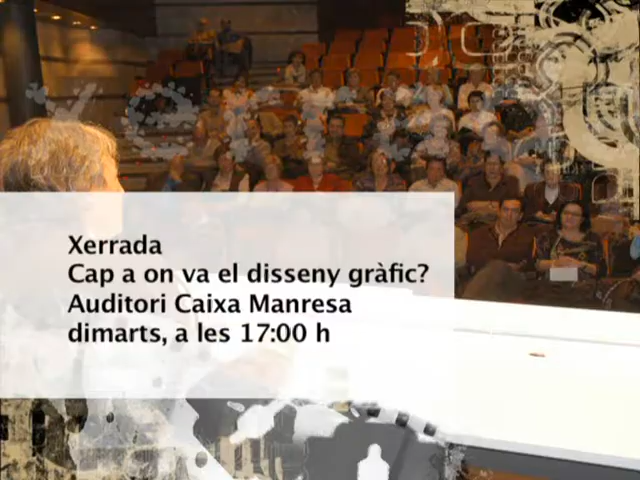 Xerrada
Cap a on va el disseny gràfic?
Auditori Caixa Manresa
dimarts, a les 17:00 h